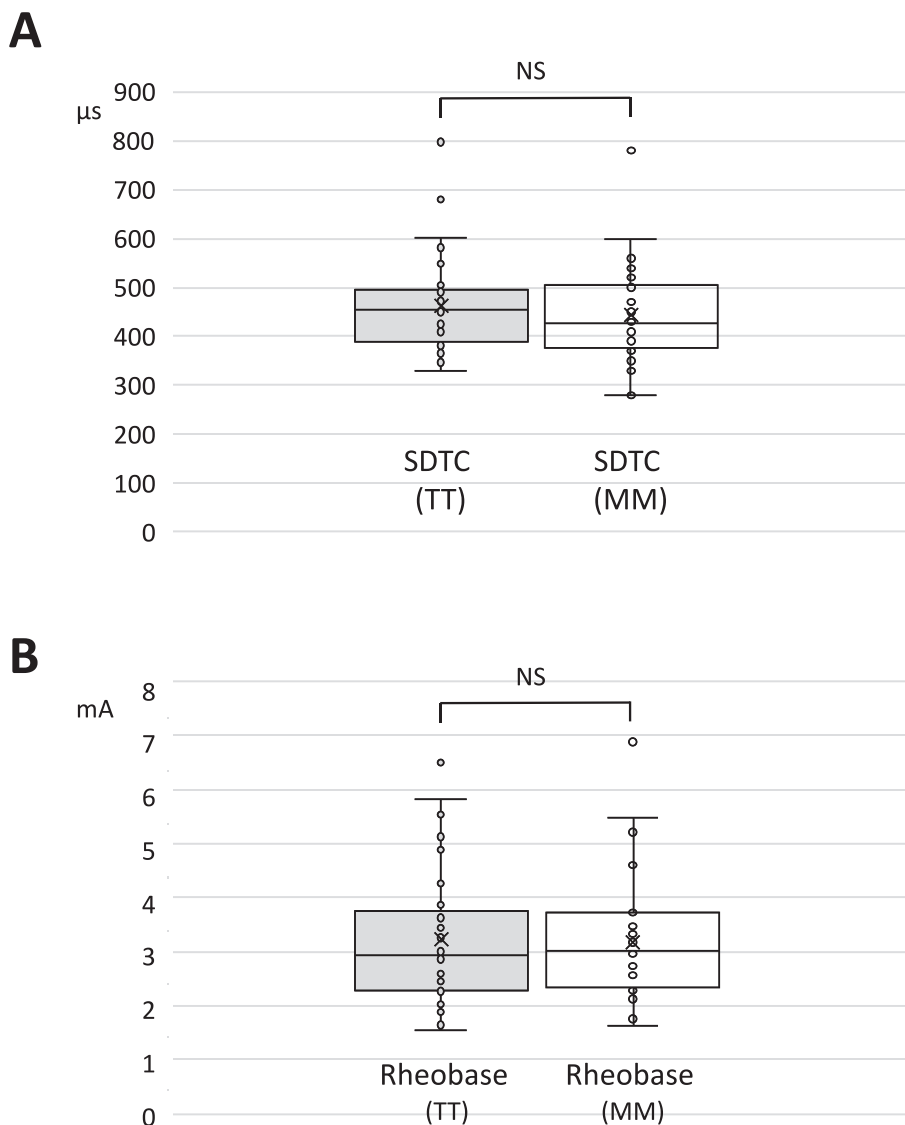 A
NS
900
µs
800
700
600
500
400
300
200
100
0
SDTC
(TT)
SDTC
(MM)
B
NS
8
mA
7
6
5
4
3
2
1
0
Rheobase
(TT)
Rheobase
(MM)